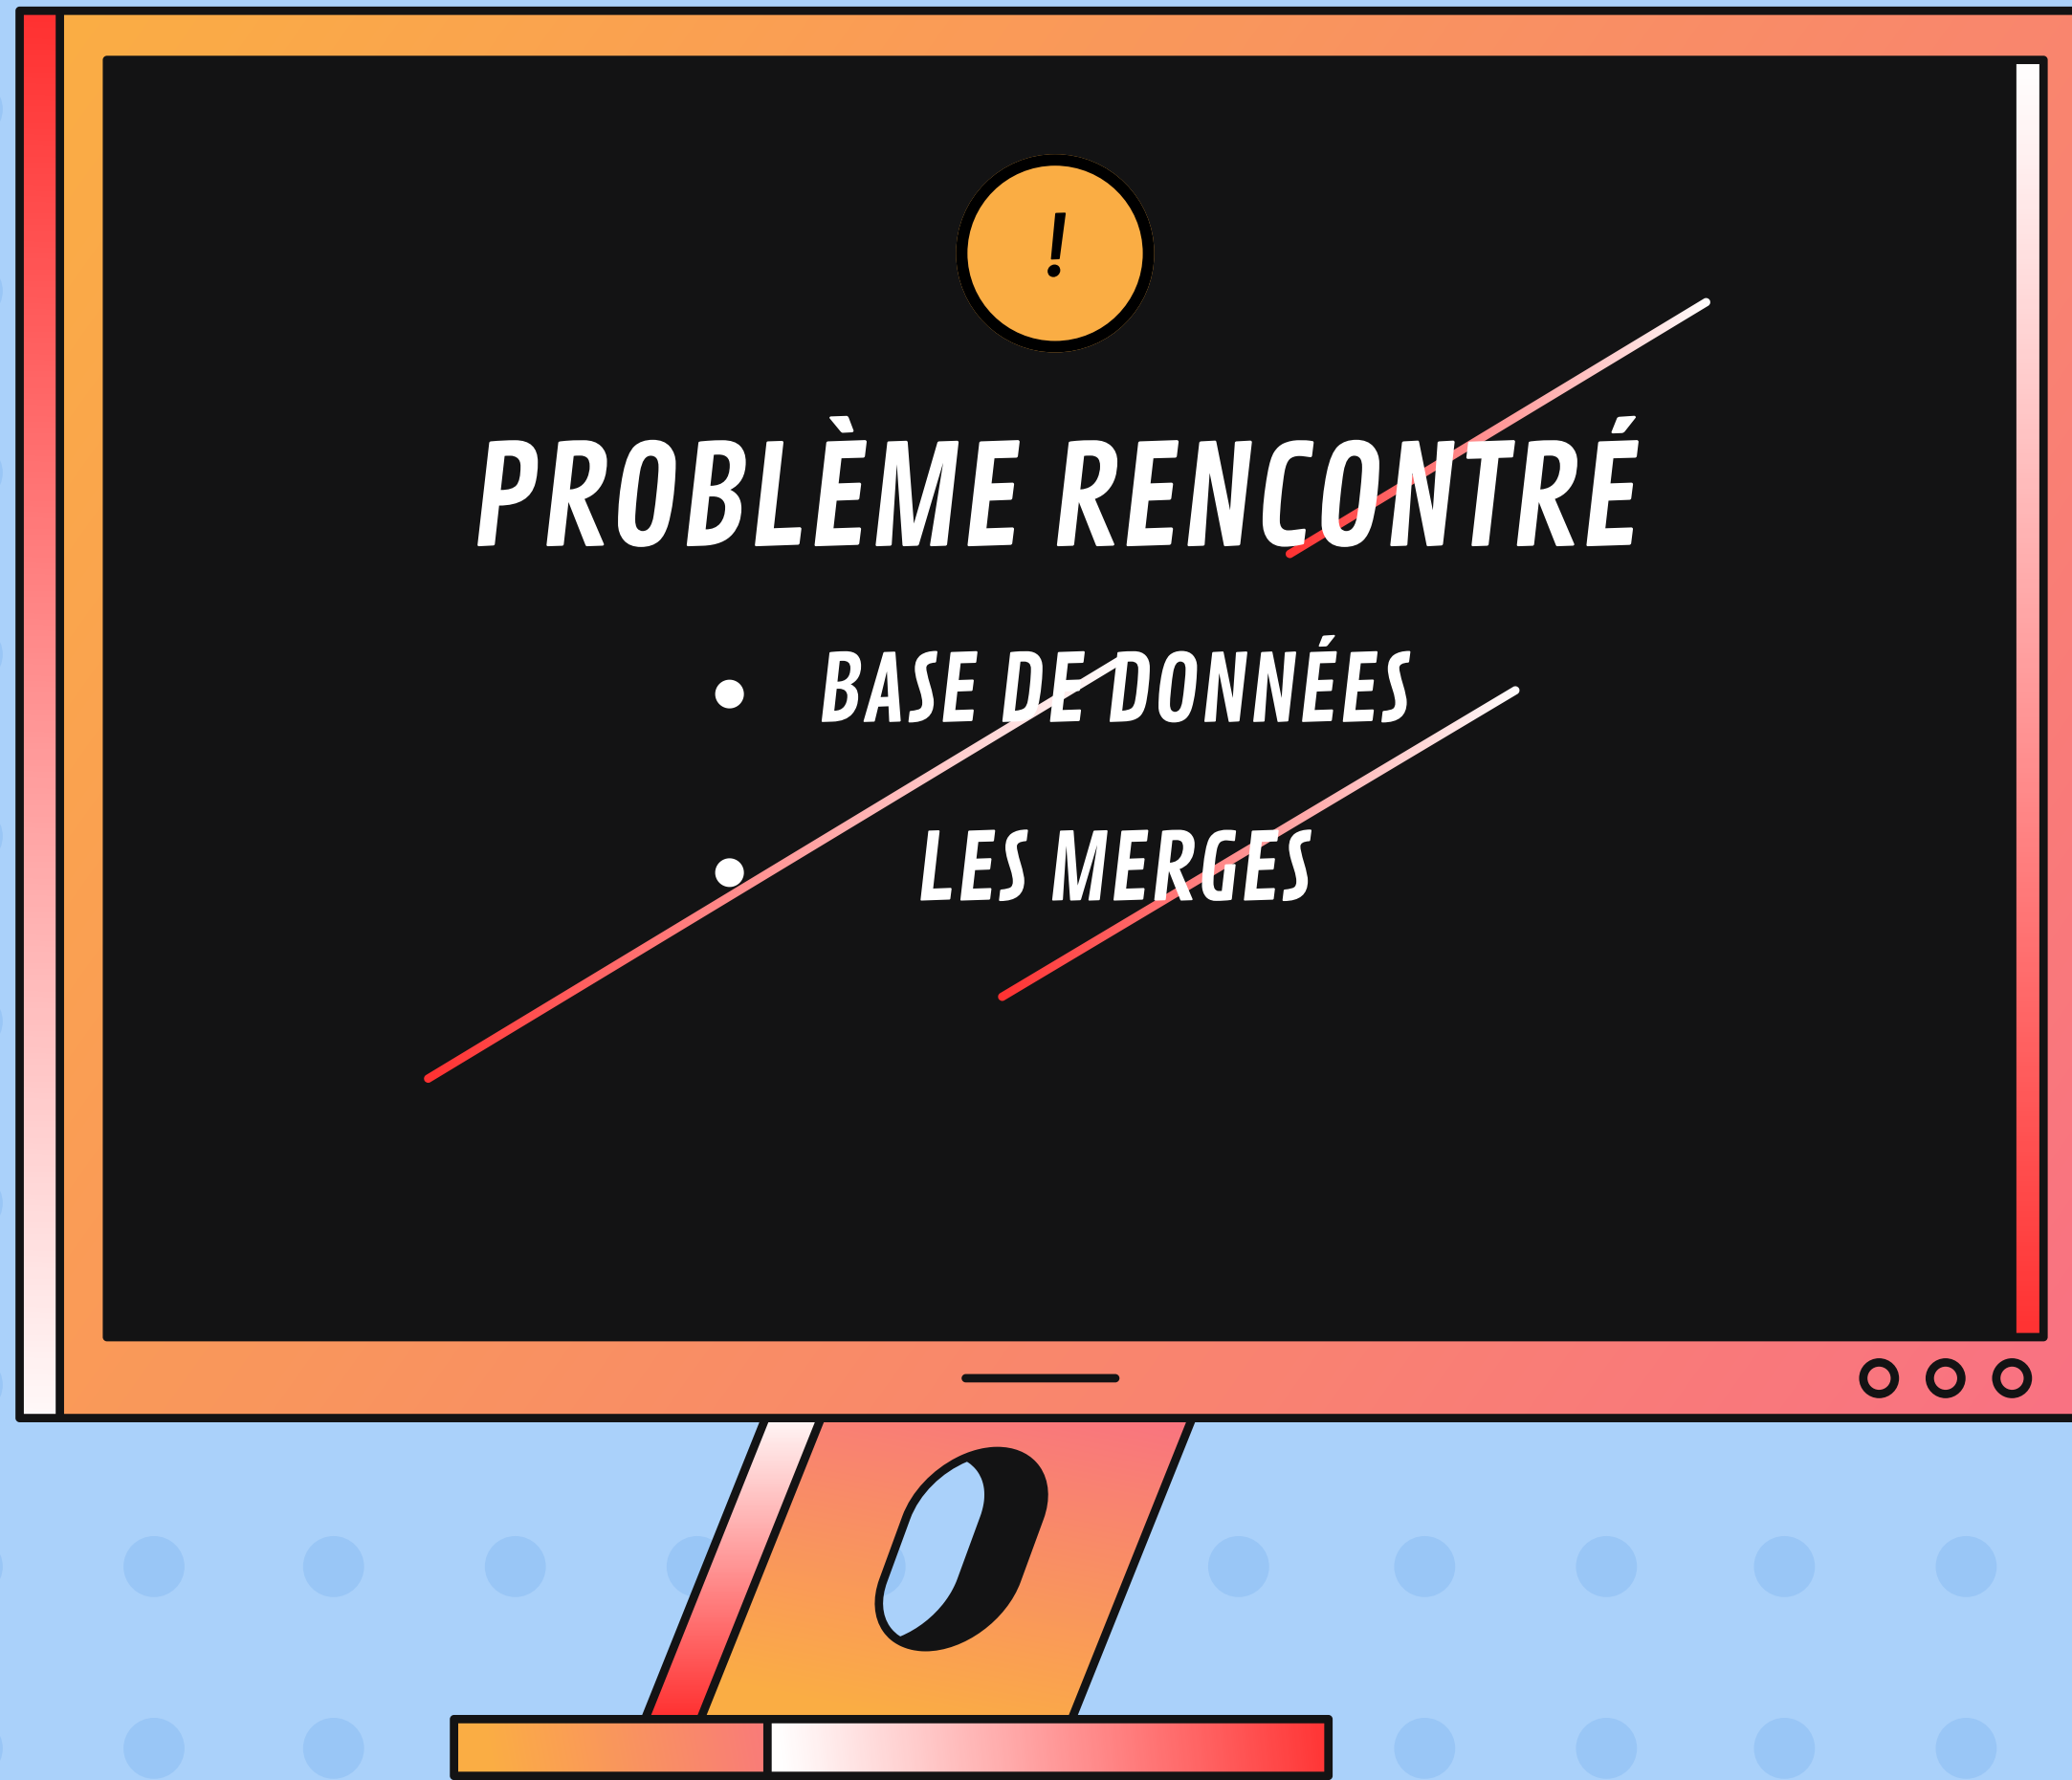 !
PROBLÈME RENCONTRÉ
• BASE DE DONNÉES
• LES MERGES